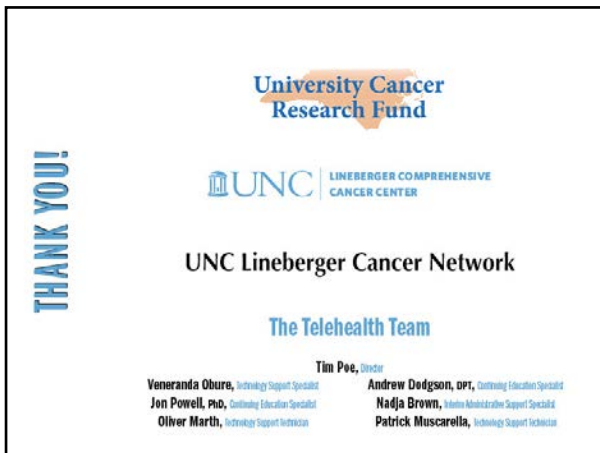 THANK YOU!
University Cancer
Research Fund
UNC LINEBERGER COMPREHENSIVE
CANCER CENTER
UNC Lineberger Cancer Network
The Telehealth Team
Tim Poe, Director
Veneranda Obure, Technology Support Specialist
Andrew Dodgson, DPT, Continuing Education Specialist
Jon Powell, PhD, Continuing Education Specialist
Nadja Brown, Interim Administrative Support Specialist
Oliver Marth, Technology Support Technician
Patrick Muscarella, Technology Support Technician